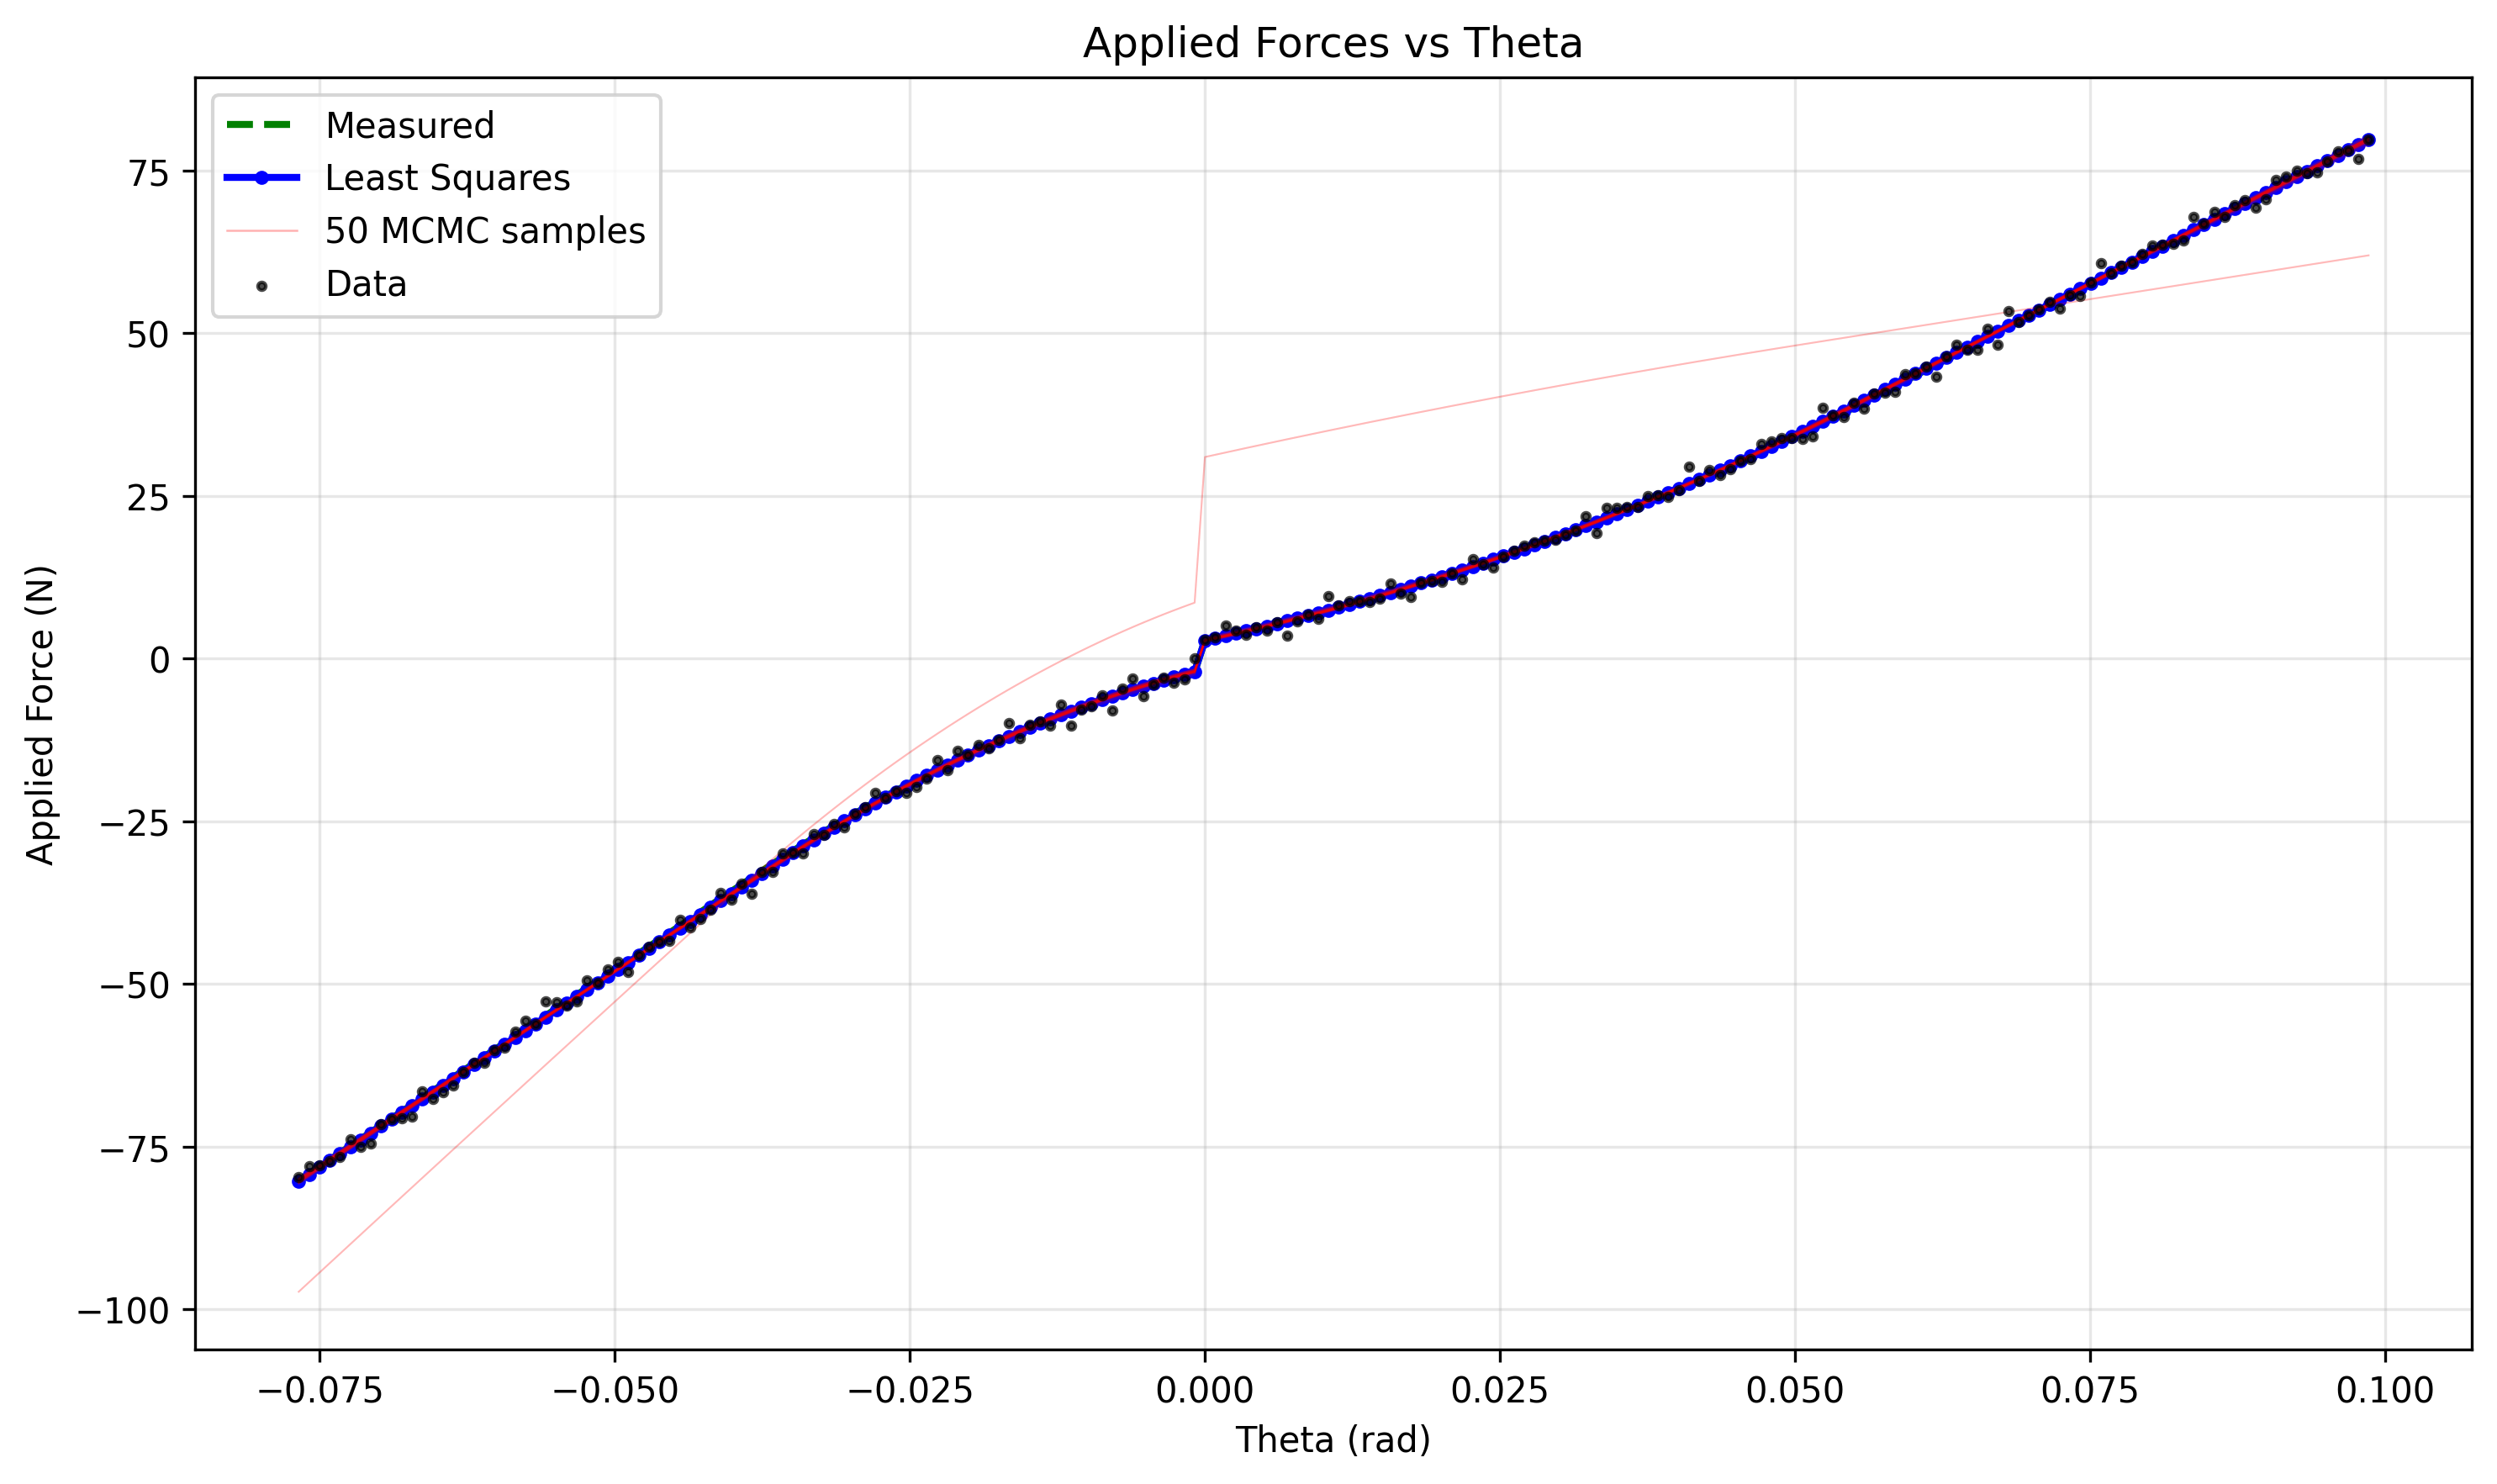 Applied Forces vs Theta
Measured
Least Squares
50 MCMC samples
Data
75
50
25
0
−25
−50
−75
−100
Applied Force (N)
−0.075
−0.050
−0.025
0.000
0.025
0.050
0.075
0.100
Theta (rad)